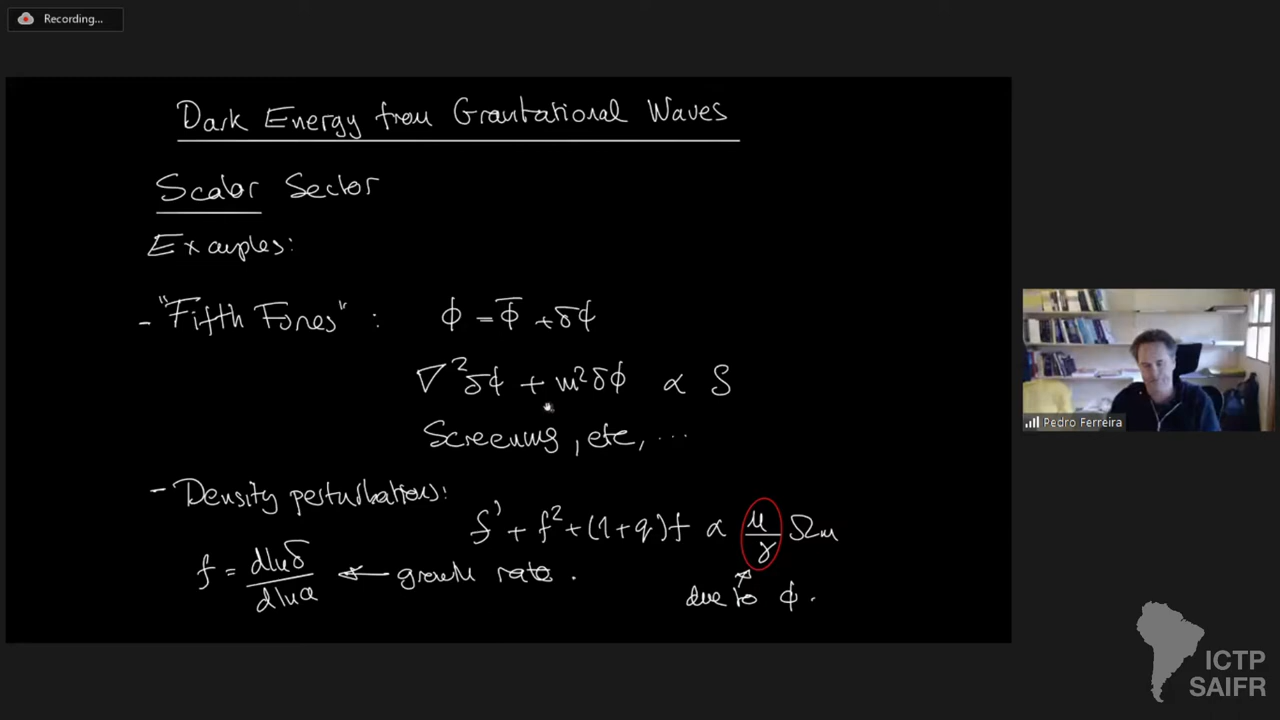 Recording...
Dark Energy from Gravitational Waves
Scalar Sector
Examples:
- "Fifth Forces" : ϕ = ϕ̅ + δϕ
∇²δϕ + m²δϕ ∝ S
Screening, etc, ...
- Density perturbations:
f' + f² + (1+q)f ∝ μ/γ Ωм
f = dlnδ/dlna ← growth rate.
due to ϕ.
Pedro Ferreira
ICTP
SAIFR